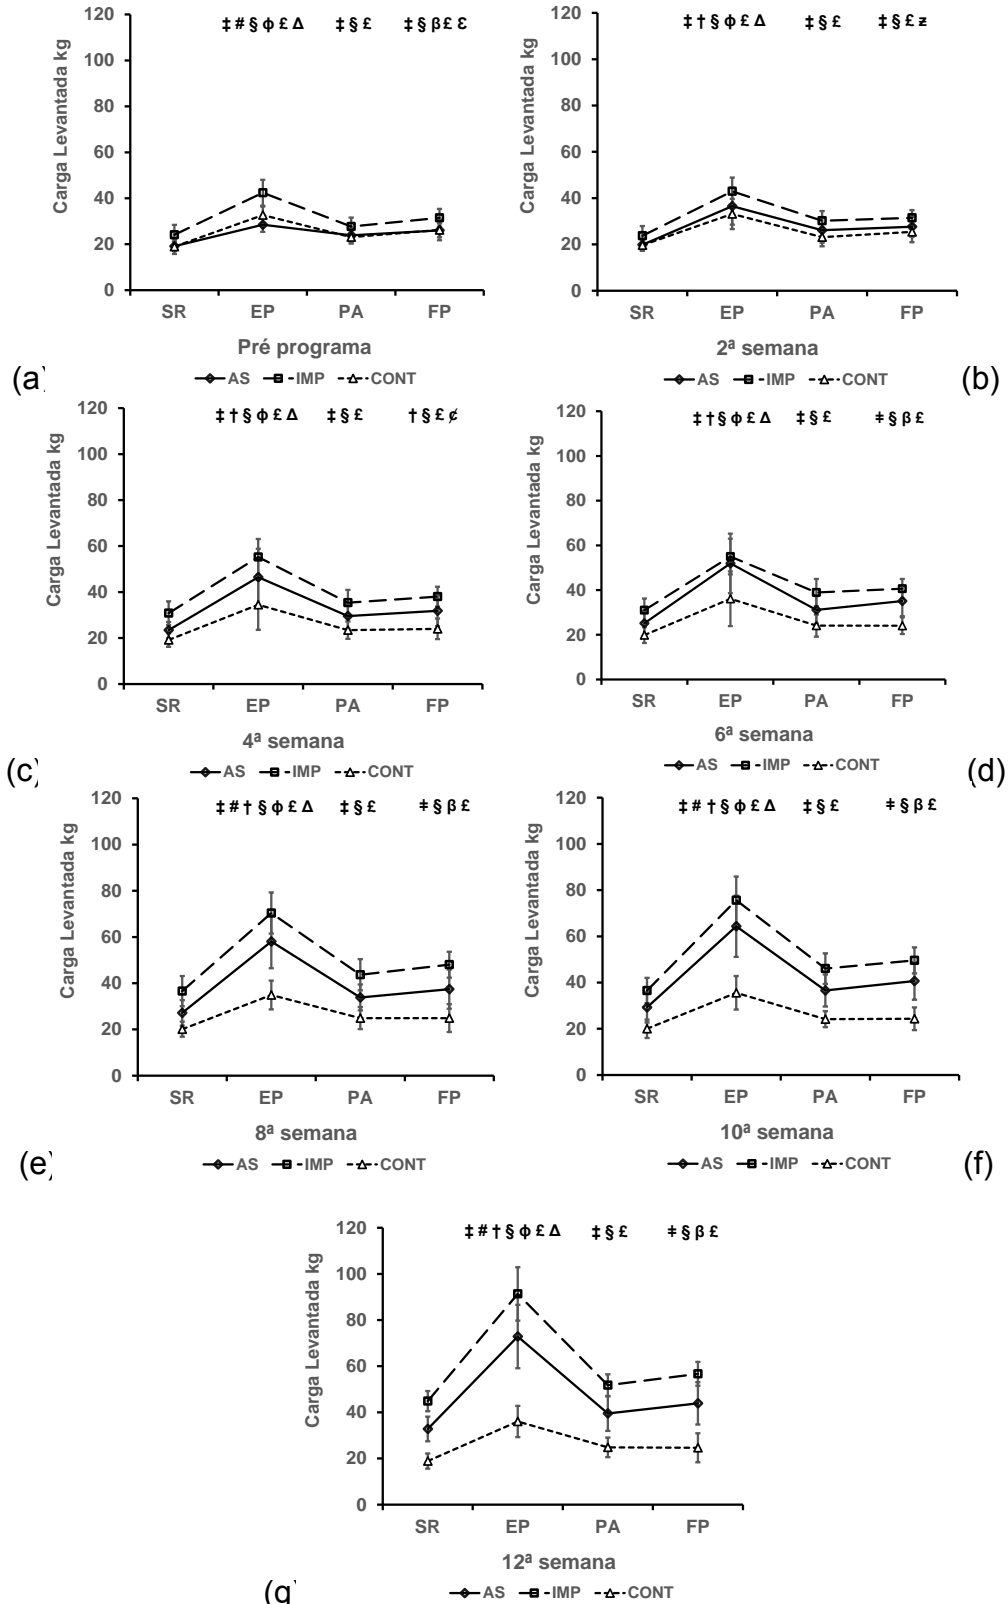 Carga Levantada kg
120
100
80
60
40
20
0
‡ # § ϕ £ Δ
‡ § £
‡ § β £ Ɛ
SR
EP
PA
FP
Pré programa
AS
IMP
CONT
(a)
Carga Levantada kg
120
100
80
60
40
20
0
‡ † § ϕ £ Δ
‡ § £
‡ § £ ƶ
SR
EP
PA
FP
2ª semana
AS
IMP
CONT
(b)
Carga Levantada kg
120
100
80
60
40
20
0
‡ † § ϕ £ Δ
‡ § £
† § £ ɇ
SR
EP
PA
FP
4ª semana
AS
IMP
CONT
(c)
Carga Levantada kg
120
100
80
60
40
20
0
‡ † § ϕ £ Δ
‡ § £
ǂ § β £
SR
EP
PA
FP
6ª semana
AS
IMP
CONT
(d)
Carga Levantada kg
120
100
80
60
40
20
0
‡ # † § ϕ £ Δ
‡ § £
ǂ § β £
SR
EP
PA
FP
8ª semana
AS
IMP
CONT
(e)
Carga Levantada kg
120
100
80
60
40
20
0
‡ # † § ϕ £ Δ
‡ § £
ǂ § β £
SR
EP
PA
FP
10ª semana
AS
IMP
CONT
(f)
Carga Levantada kg
120
100
80
60
40
20
0
‡ # † § ϕ £ Δ
‡ § £
ǂ § β £
SR
EP
PA
FP
12ª semana
AS
IMP
CONT
(g)